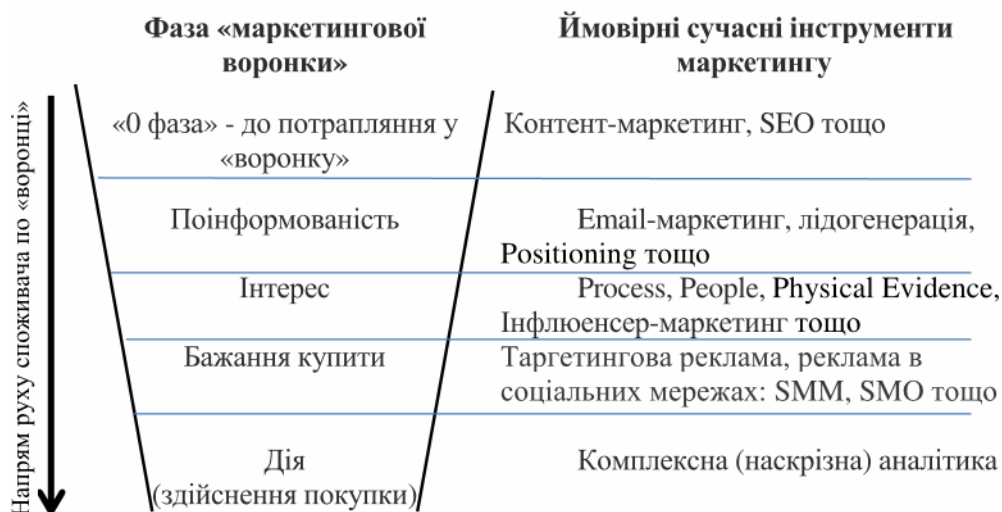 Фаза «маркетингової
воронки»
Ймовірні сучасні інструменти
маркетингу
Напрям руху споживача по «воронці»
«0 фаза» - до потрапляння у
«воронку»
Контент-маркетинг, SEO тощо
Поінформованість
Email-маркетинг, лідогенерація,
Positioning тощо
Інтерес
Process, People, Physical Evidence,
Інфлюенсер-маркетинг тощо
Бажання купити
Таргетингова реклама, реклама в
соціальних мережах: SMM, SMO тощо
Дія
(здійснення покупки)
Комплексна (наскрізна) аналітика